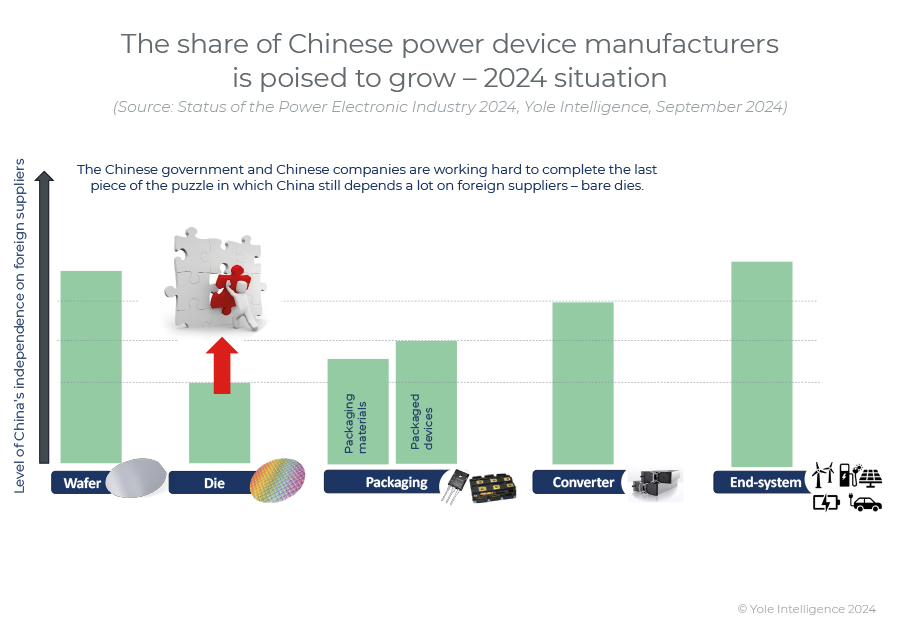 The share of Chinese power device manufacturers
is poised to grow – 2024 situation
(Source: Status of the Power Electronic Industry 2024, Yole Intelligence, September 2024)
Level of China's independence on foreign suppliers
The Chinese government and Chinese companies are working hard to complete the last
piece of the puzzle in which China still depends a lot on foreign suppliers – bare dies.
Packaging
materials
Packaged
devices
Wafer
Die
Packaging
Converter
End-system
© Yole Intelligence 2024